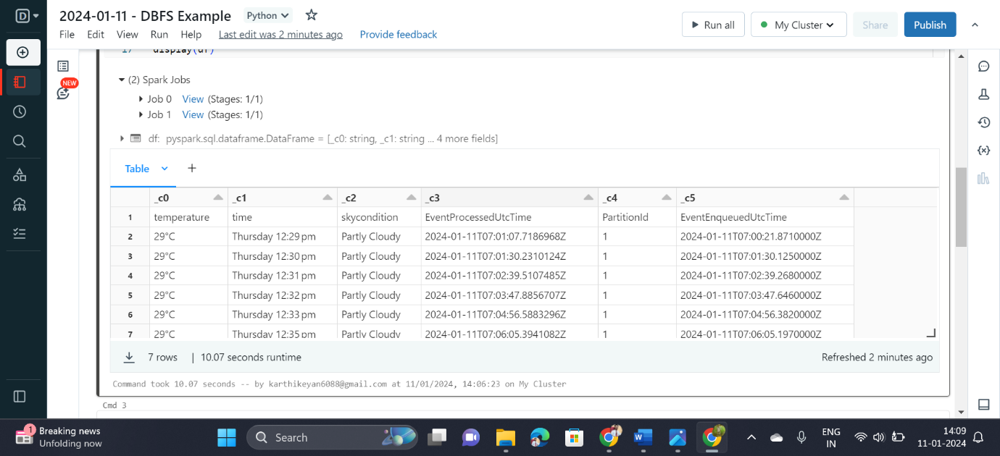 2024-01-11 - DBFS Example Python
File Edit View Run Help Last edit was 2 minutes ago Provide feedback
Run all My Cluster Share Publish
NEW
17 display(df)
(2) Spark Jobs
Job 0 View (Stages: 1/1)
Job 1 View (Stages: 1/1)
df: pyspark.sql.dataframe.DataFrame = [_c0: string, _c1: string ... 4 more fields]
Table +
_c0 _c1 _c2 _c3 _c4 _c5
1 temperature time skycondition EventProcessedUtcTime PartitionId EventEnqueuedUtcTime
2 29°C Thursday 12:29 pm Partly Cloudy 2024-01-11T07:01:07.7186968Z 1 2024-01-11T07:00:21.8710000Z
3 29°C Thursday 12:30 pm Partly Cloudy 2024-01-11T07:01:30.2310124Z 1 2024-01-11T07:01:30.1250000Z
4 29°C Thursday 12:31 pm Partly Cloudy 2024-01-11T07:02:39.5107485Z 1 2024-01-11T07:02:39.2680000Z
5 29°C Thursday 12:32 pm Partly Cloudy 2024-01-11T07:03:47.8856707Z 1 2024-01-11T07:03:47.6460000Z
6 29°C Thursday 12:33 pm Partly Cloudy 2024-01-11T07:04:56.5883296Z 1 2024-01-11T07:04:56.3820000Z
7 29°C Thursday 12:35 pm Partly Cloudy 2024-01-11T07:06:05.3941082Z 1 2024-01-11T07:06:05.1970000Z
7 rows | 10.07 seconds runtime Refreshed 2 minutes ago
Command took 10.07 seconds -- by karthikeyan6088@gmail.com at 11/01/2024, 14:06:23 on My Cluster
Cmd 3
1 Breaking news
Unfolding now
Search
ENG
IN
14:09
11-01-2024